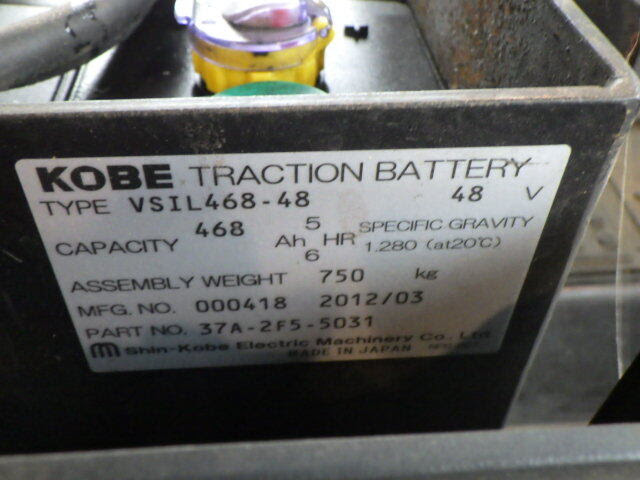 KOBE TRACTION BATTERY
TYPE VSIL468-48 48 V
CAPACITY 468 Ah 5 HR SPECIFIC GRAVITY
6 1.280 (at20℃)
ASSEMBLY WEIGHT 750 kg
MFG. NO. 000418 2012/03
PART NO. 37A-2F5-5031
Shin-Kobe Electric Machinery Co., Ltd.
MADE IN JAPAN